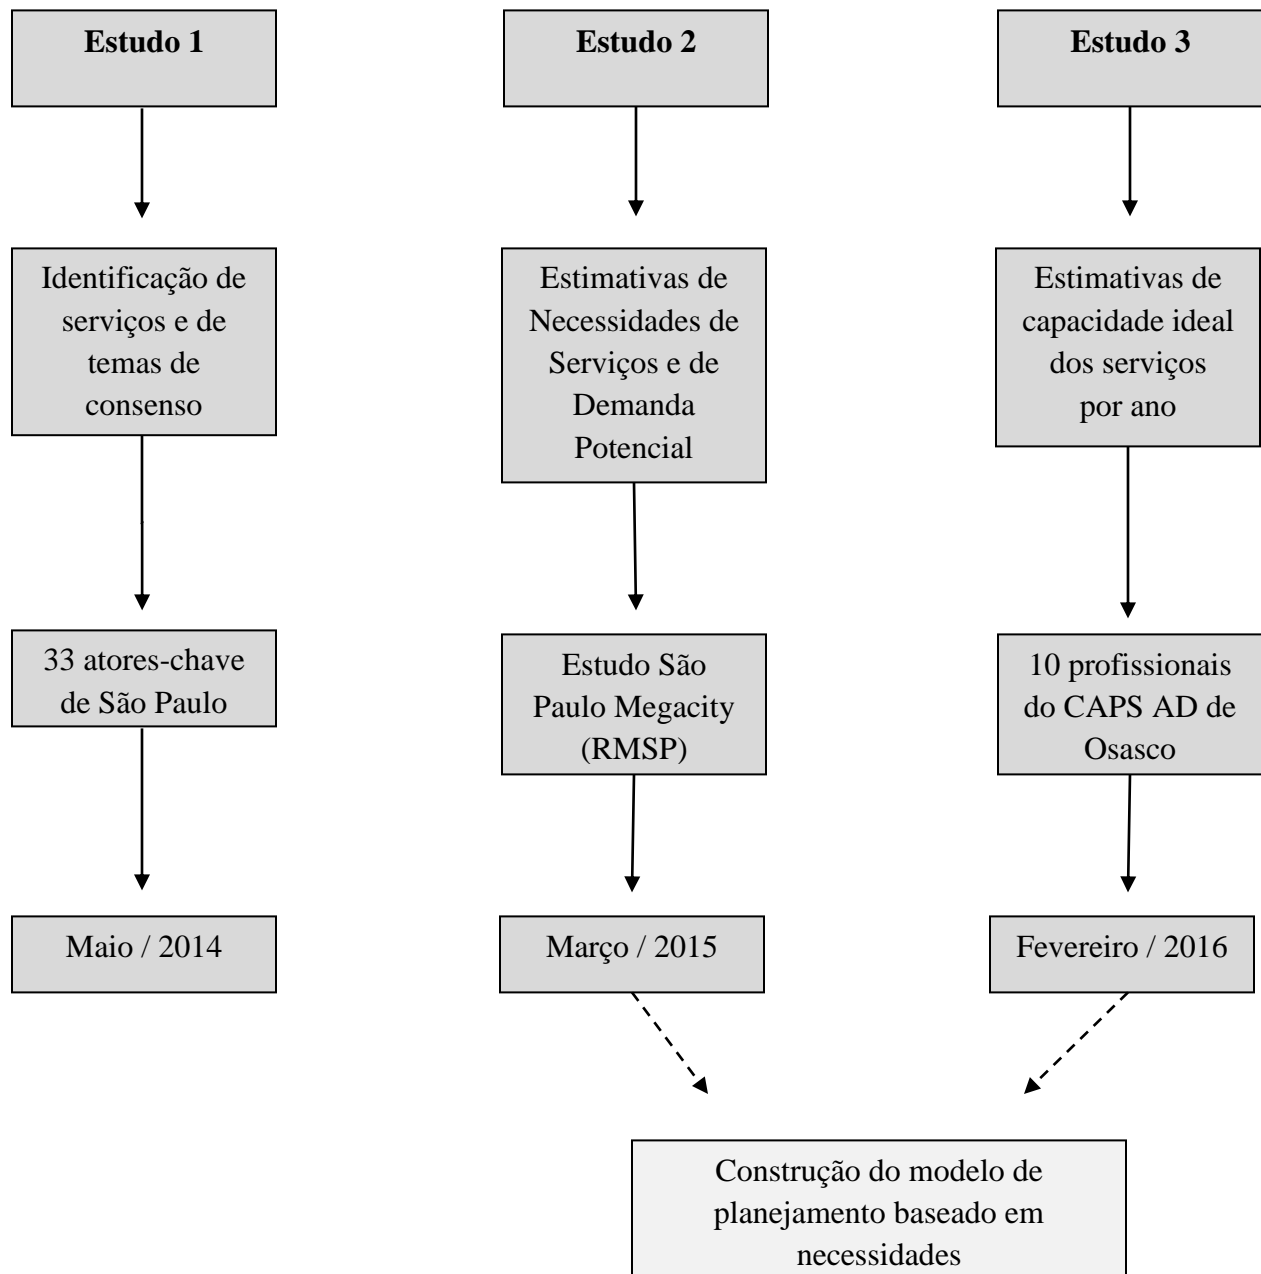 Estudo 1
Estudo 2
Estudo 3
Identificação de
serviços e de
temas de
consenso
Estimativas de
Necessidades de
Serviços e de
Demanda
Potencial
Estimativas de
capacidade ideal
dos serviços
por ano
33 atores-chave
de São Paulo
Estudo São
Paulo Megacity
(RMSP)
10 profissionais
do CAPS AD de
Osasco
Maio / 2014
Março / 2015
Fevereiro / 2016
Construção do modelo de
planejamento baseado em
necessidades